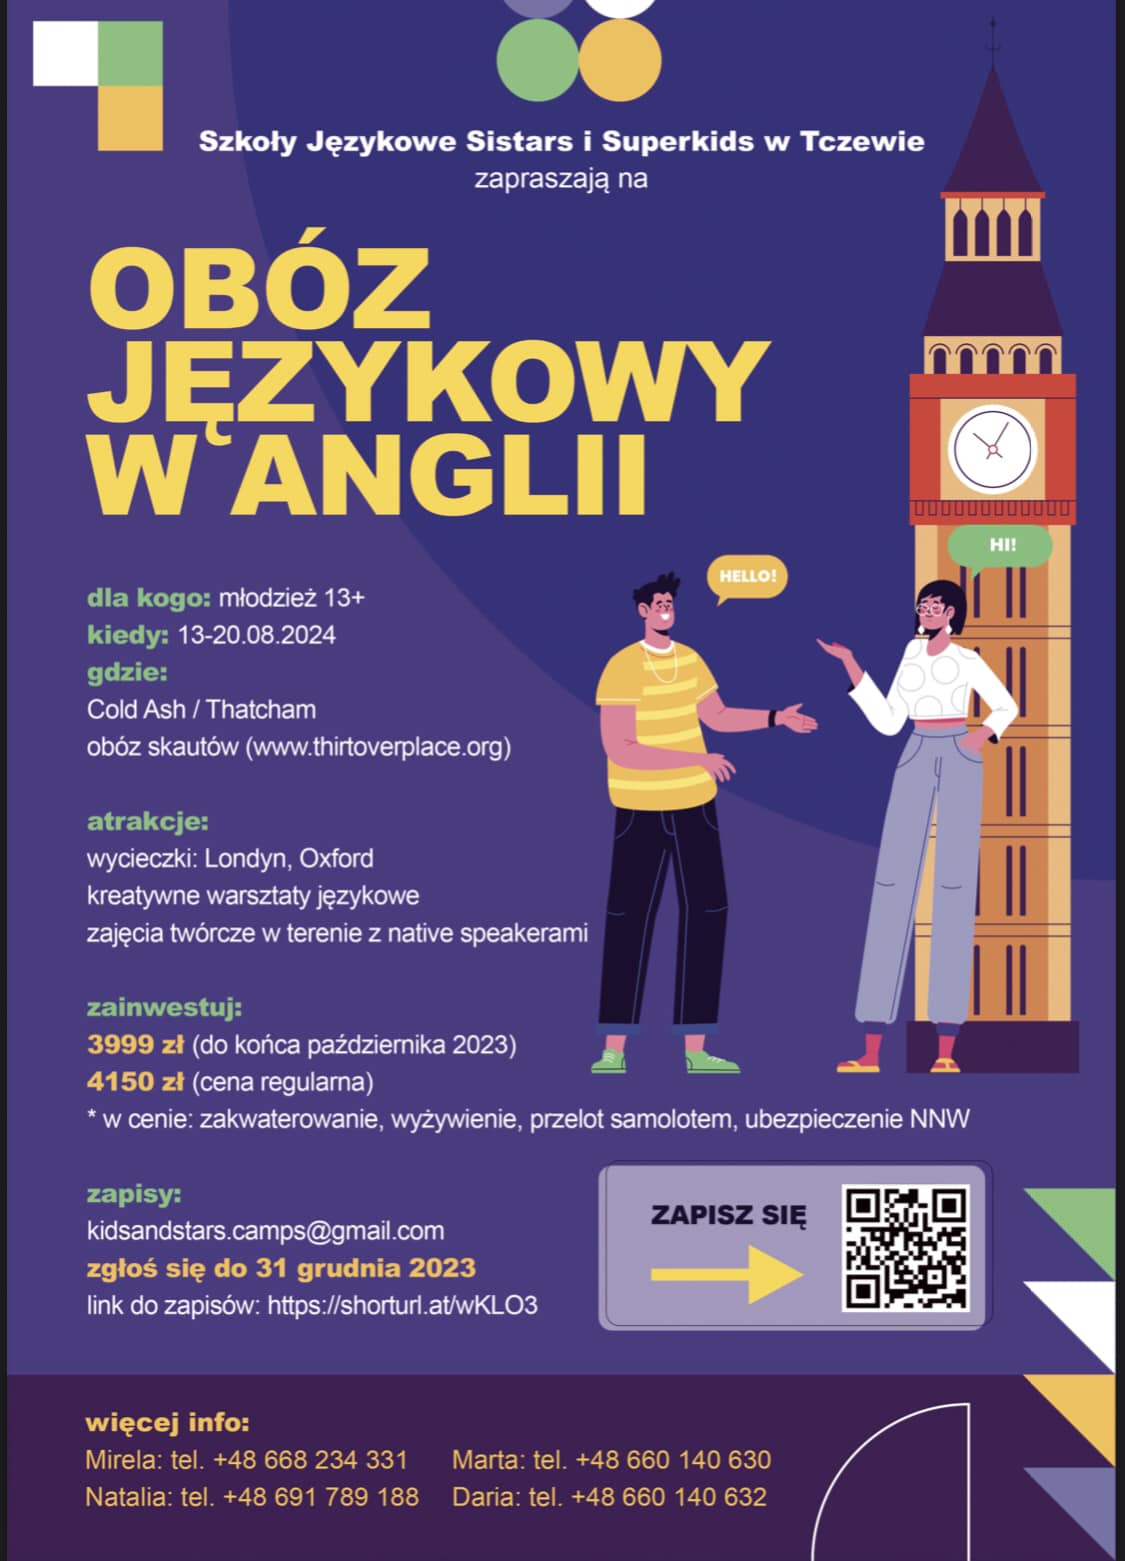 Szkoły Językowe Sistars i Superkids w Tczewie
zapraszają na
OBÓZ
JĘZYKOWY
W ANGLII
HELLO!
HI!
dla kogo: młodzież 13+
kiedy: 13-20.08.2024
gdzie:
Cold Ash / Thatcham
obóz skautów (www.thirtoverplace.org)
atrakcje:
wycieczki: Londyn, Oxford
kreatywne warsztaty językowe
zajęcia twórcze w terenie z native speakerami
zainwestuj:
3999 zł (do końca października 2023)
4150 zł (cena regularna)
* w cenie: zakwaterowanie, wyżywienie, przelot samolotem, ubezpieczenie NNW
zapisy:
kidsandstars.camps@gmail.com
zgłoś się do 31 grudnia 2023
link do zapisów: https://shorturl.at/wKLO3
ZAPISZ SIĘ
więcej info:
Mirela: tel. +48 668 234 331
Natalia: tel. +48 691 789 188
Marta: tel. +48 660 140 630
Daria: tel. +48 660 140 632